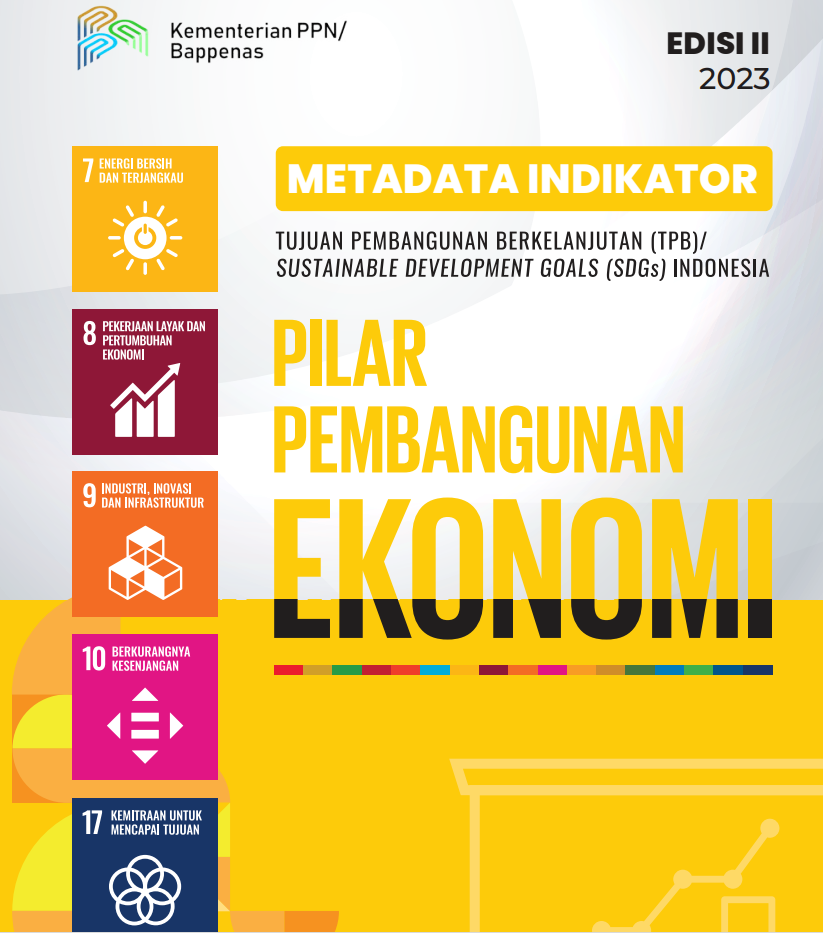 Kementerian PPN/
Bappenas
EDISI II
2023
7 ENERGI BERSIH
DAN TERJANGKAU
METADATA INDIKATOR
TUJUAN PEMBANGUNAN BERKELANJUTAN (TPB)/
SUSTAINABLE DEVELOPMENT GOALS (SDGs) INDONESIA
8 PEKERJAAN LAYAK DAN
PERTUMBUHAN
EKONOMI
PILAR
PEMBANGUNAN
EKONOMI
9 INDUSTRI, INOVASI
DAN INFRASTRUKTUR
10 BERKURANGNYA
KESENJANGAN
17 KEMITRAAN UNTUK
MENCAPAI TUJUAN